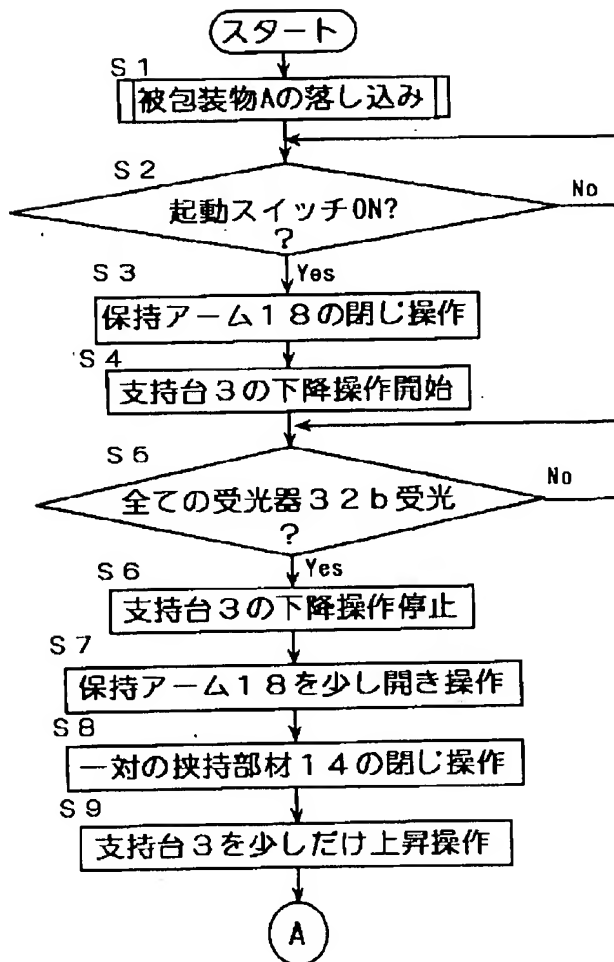 スタート
S1
被包装物Aの落し込み
S2
起動スイッチON?
?
No
Yes
S3
保持アーム18の閉じ操作
S4
支持台3の下降操作開始
S6
全ての受光器32b受光
?
No
Yes
S6
支持台3の下降操作停止
S7
保持アーム18を少し開き操作
S8
一対の挟持部材14の閉じ操作
S9
支持台3を少しだけ上昇操作
A